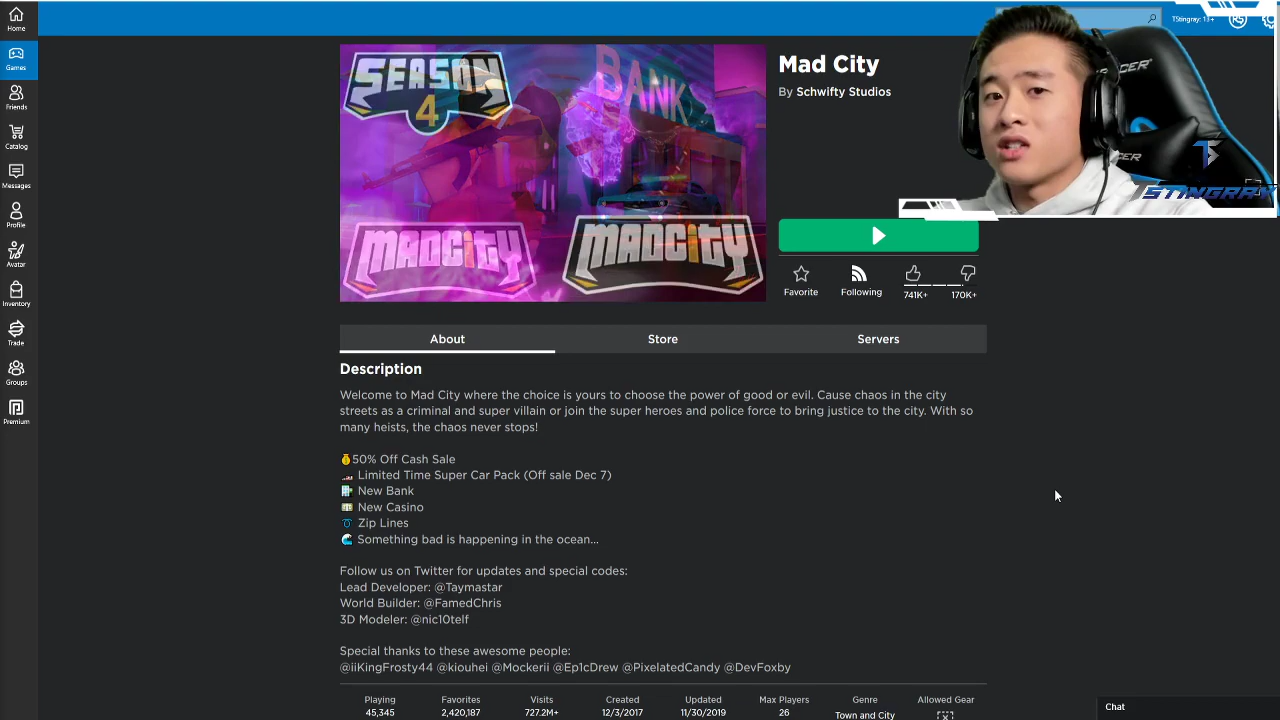 Home
Games
Friends
Catalog
Messages
Profile
Avatar
Inventory
Trade
Groups
Premium
TStingray: 13+
SEASON
4
BANK
MADCITY
MADCITY
Mad City
By Schwifty Studios
ACER
TSTINGRAY
Favorite
Following
741K+
170K+
About
Store
Servers
Description
Welcome to Mad City where the choice is yours to choose the power of good or evil. Cause chaos in the city
streets as a criminal and super villain or join the super heroes and police force to bring justice to the city. With so
many heists, the chaos never stops!
💰50% Off Cash Sale
🏎️ Limited Time Super Car Pack (Off sale Dec 7)
🏦 New Bank
💵 New Casino
➰ Zip Lines
🌊 Something bad is happening in the ocean...
Follow us on Twitter for updates and special codes:
Lead Developer: @Taymastar
World Builder: @FamedChris
3D Modeler: @nic10telf
Special thanks to these awesome people:
@iiKingFrosty44 @kiouhei @Mockerii @Ep1cDrew @PixelatedCandy @DevFoxby
Playing
Favorites
Visits
Created
Updated
Max Players
Genre
Allowed Gear
45,345
2,420,187
727.2M+
12/3/2017
11/30/2019
26
Town and City
Chat